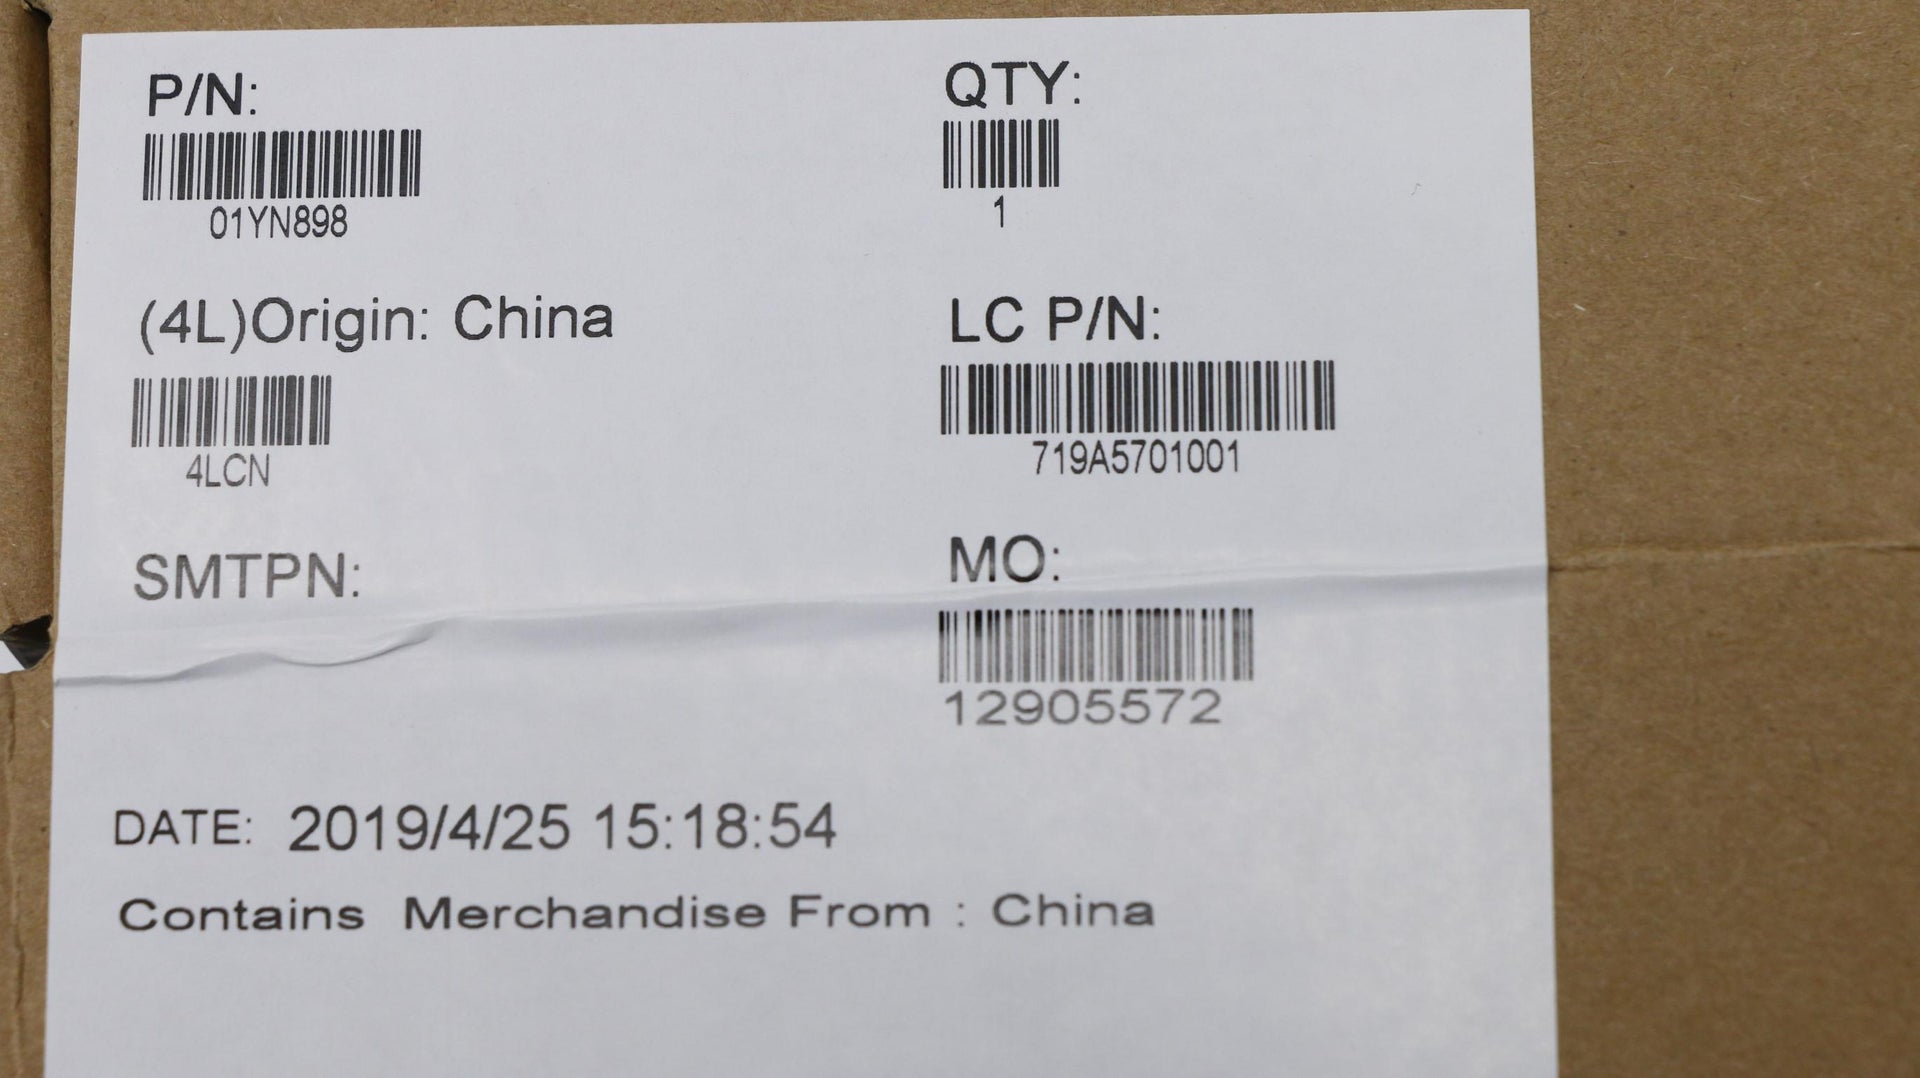 P/N:
01YN898
QTY:
1
(4L)Origin: China
4LCN
LC P/N:
719A5701001
SMTPN:
MO:
12905572
DATE: 2019/4/25 15:18:54
Contains Merchandise From : China